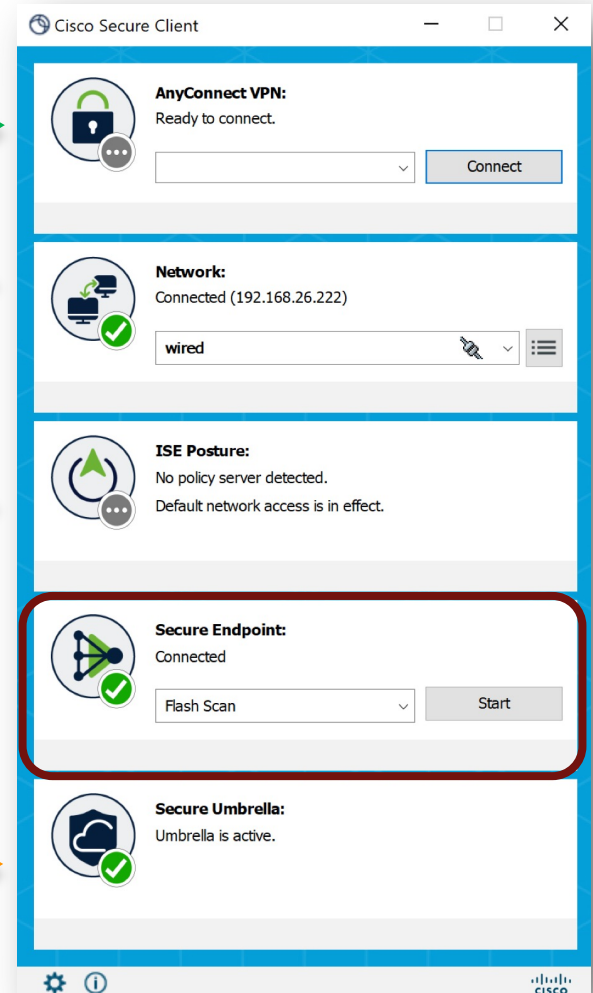 Cisco Secure Client
AnyConnect VPN:
Ready to connect.
Connect
Network:
Connected (192.168.26.222)
wired
ISE Posture:
No policy server detected.
Default network access is in effect.
Secure Endpoint:
Connected
Flash Scan
Start
Secure Umbrella:
Umbrella is active.
CISCO